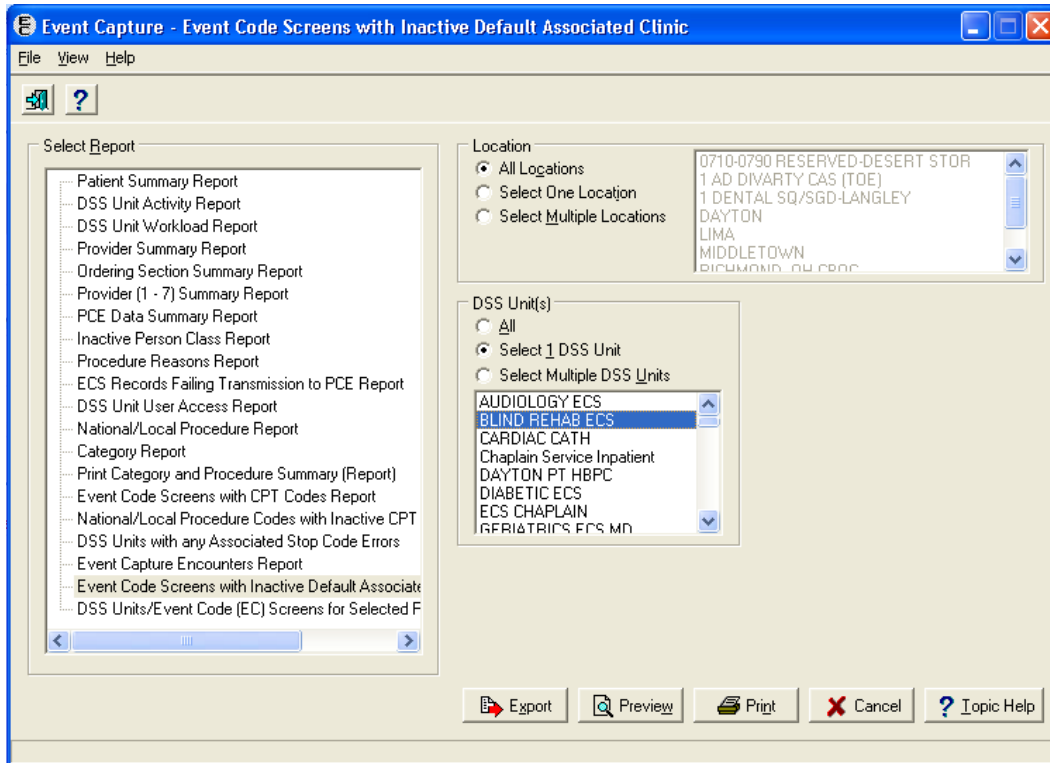 Event Capture - Event Code Screens with Inactive Default Associated Clinic
File View Help
Select Report
Patient Summary Report
DSS Unit Activity Report
DSS Unit Workload Report
Provider Summary Report
Ordering Section Summary Report
Provider (1 - 7) Summary Report
PCE Data Summary Report
Inactive Person Class Report
Procedure Reasons Report
ECS Records Failing Transmission to PCE Report
DSS Unit User Access Report
National/Local Procedure Report
Category Report
Print Category and Procedure Summary (Report)
Event Code Screens with CPT Codes Report
National/Local Procedure Codes with Inactive CPT
DSS Units with any Associated Stop Code Errors
Event Capture Encounters Report
Event Code Screens with Inactive Default Associate
DSS Units/Event Code (EC) Screens for Selected F
Location
All Locations
Select One Location
Select Multiple Locations
0710-0790 RESERVED-DESERT STOR
1 AD DIVARTY CAS (TOE)
1 DENTAL SQ/SGD-LANGLEY
DAYTON
LIMA
MIDDLETOWN
RICHMOND, OH CBOC
DSS Unit(s)
All
Select 1 DSS Unit
Select Multiple DSS Units
AUDIOLOGY ECS
BLIND REHAB ECS
CARDIAC CATH
Chaplain Service Inpatient
DAYTON PT HBPC
DIABETIC ECS
ECS CHAPLAIN
GERIATRICS ECS MD
Export Preview Print Cancel ? Topic Help